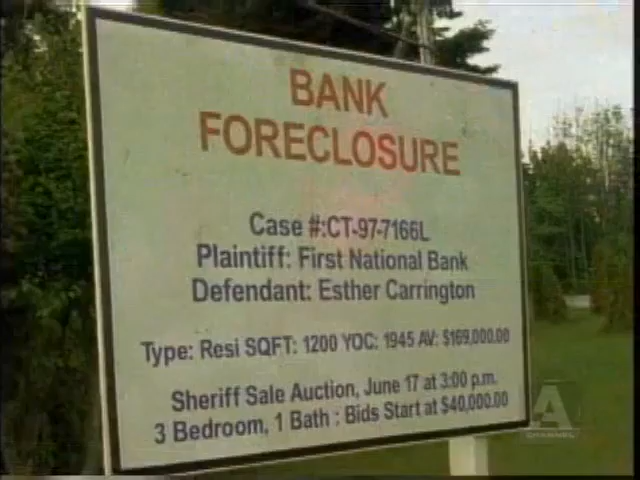 BANK
FORECLOSURE
Case #:CT-97-7166L
Plaintiff: First National Bank
Defendant: Esther Carrington
Type: Resi SQFT: 1200 YOC: 1945 AV: $169,000.00
Sheriff Sale Auction, June 17 at 3:00 p.m.
3 Bedroom, 1 Bath : Bids Start at $40,000.00
A
CHANNEL